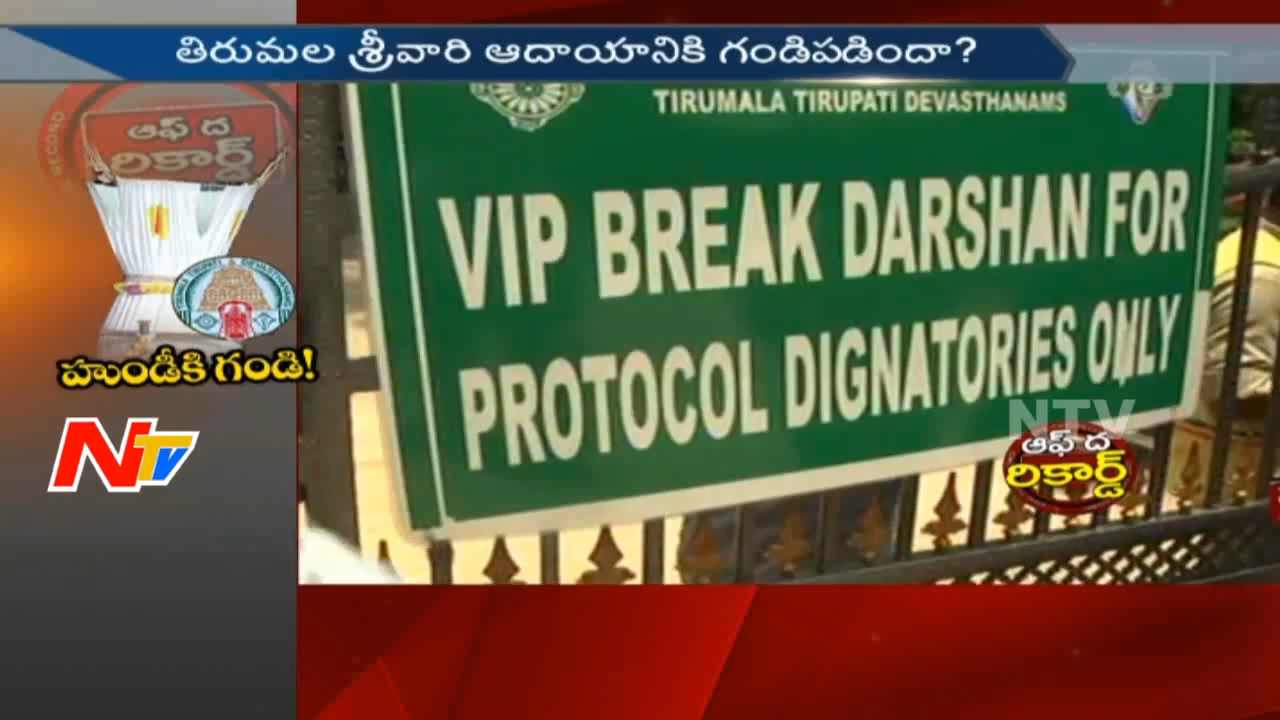 తిరుమల శ్రీవారి ఆదాయానికి గండిపడిందా?
TIRUMALA TIRUPATI DEVASTHANAMS
VIP BREAK DARSHAN FOR
PROTOCOL DIGNATORIES ONLY
ఆఫ్ ద
రికార్డ్
హుండీకి గండి!
NTV
NTV
ఆఫ్ ద
రికార్డ్